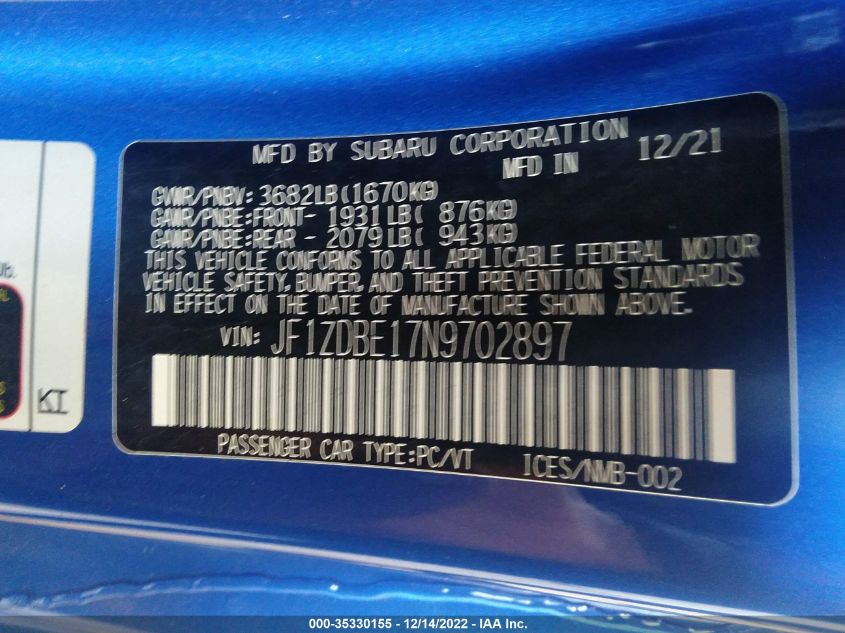 MFD BY SUBARU CORPORATION
MFD IN 12/21
GVWR/PNBV: 3682LB(1670KG)
GAWR/PNBE:FRONT- 1931LB( 876KG)
GAWR/PNBE:REAR - 2079LB( 943KG)
THIS VEHICLE CONFORMS TO ALL APPLICABLE FEDERAL MOTOR
VEHICLE SAFETY, BUMPER, AND THEFT PREVENTION STANDARDS
IN EFFECT ON THE DATE OF MANUFACTURE SHOWN ABOVE.
VIN: JF1ZDBE17N9702897
PASSENGER CAR TYPE:PC/VT ICES/NMB-002
KI
000-35330155 - 12/14/2022 - IAA Inc.